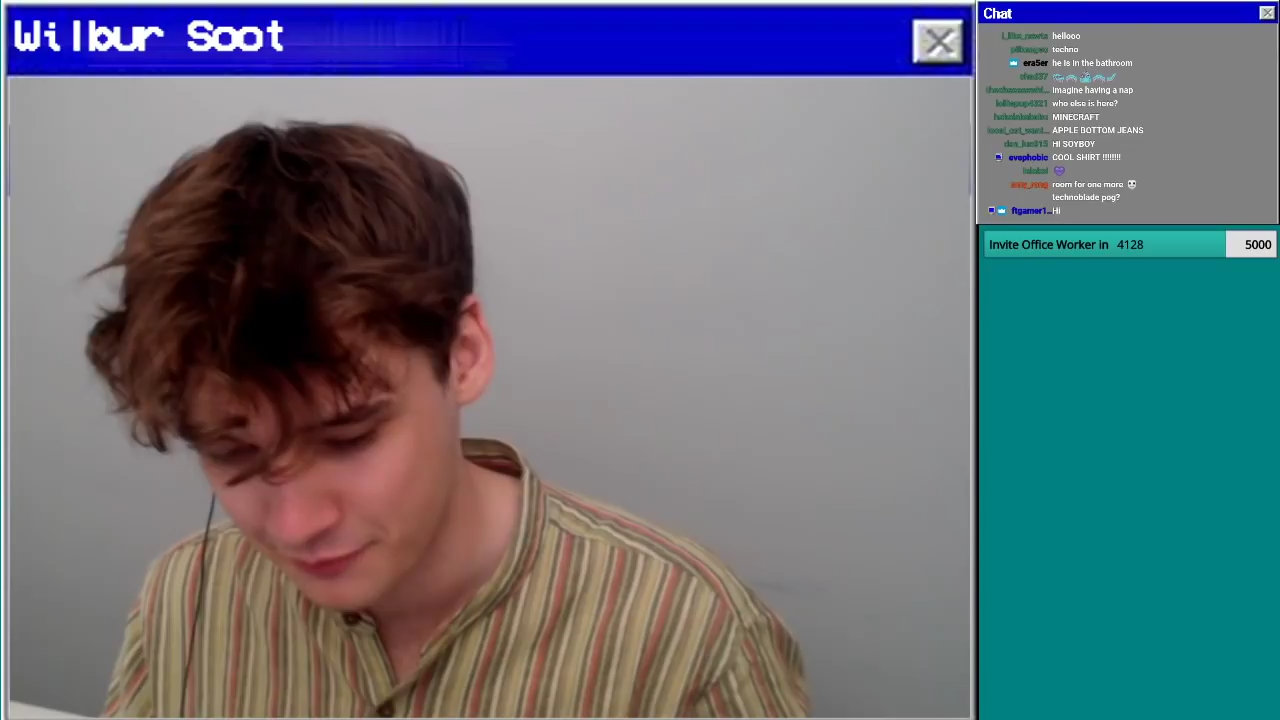 Wilbur Soot
Chat
hellooo
techno
era5er he is in the bathroom
imagine having a nap
who else is here?
MINECRAFT
APPLE BOTTOM JEANS
HI SOYBOY
evephobic COOL SHIRT !!!!!!!!
room for one more 💀
technoblade pog?
ftgamer1... Hi
Invite Office Worker in 4128 5000